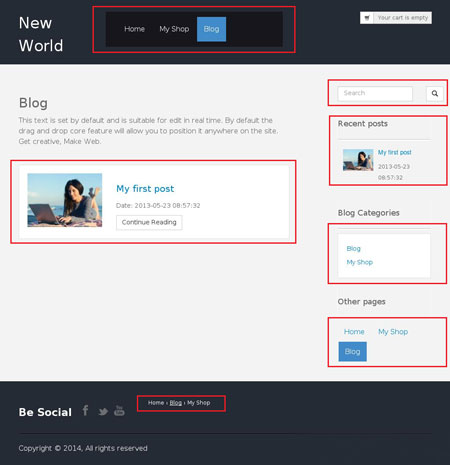 New
World
Home My Shop Blog
Your cart is empty
Blog
This text is set by default and is suitable for edit in real time. By default the
drag and drop core feature will allow you to position it anywhere on the site.
Get creative, Make Web.
My first post
Date: 2013-05-23 08:57:32
Continue Reading
Search
Recent posts
My first post
2013-05-23
08:57:32
Blog Categories
Blog
My Shop
Other pages
Home My Shop
Blog
Be Social
Home › Blog › My Shop
Copyright © 2014, All rights reserved